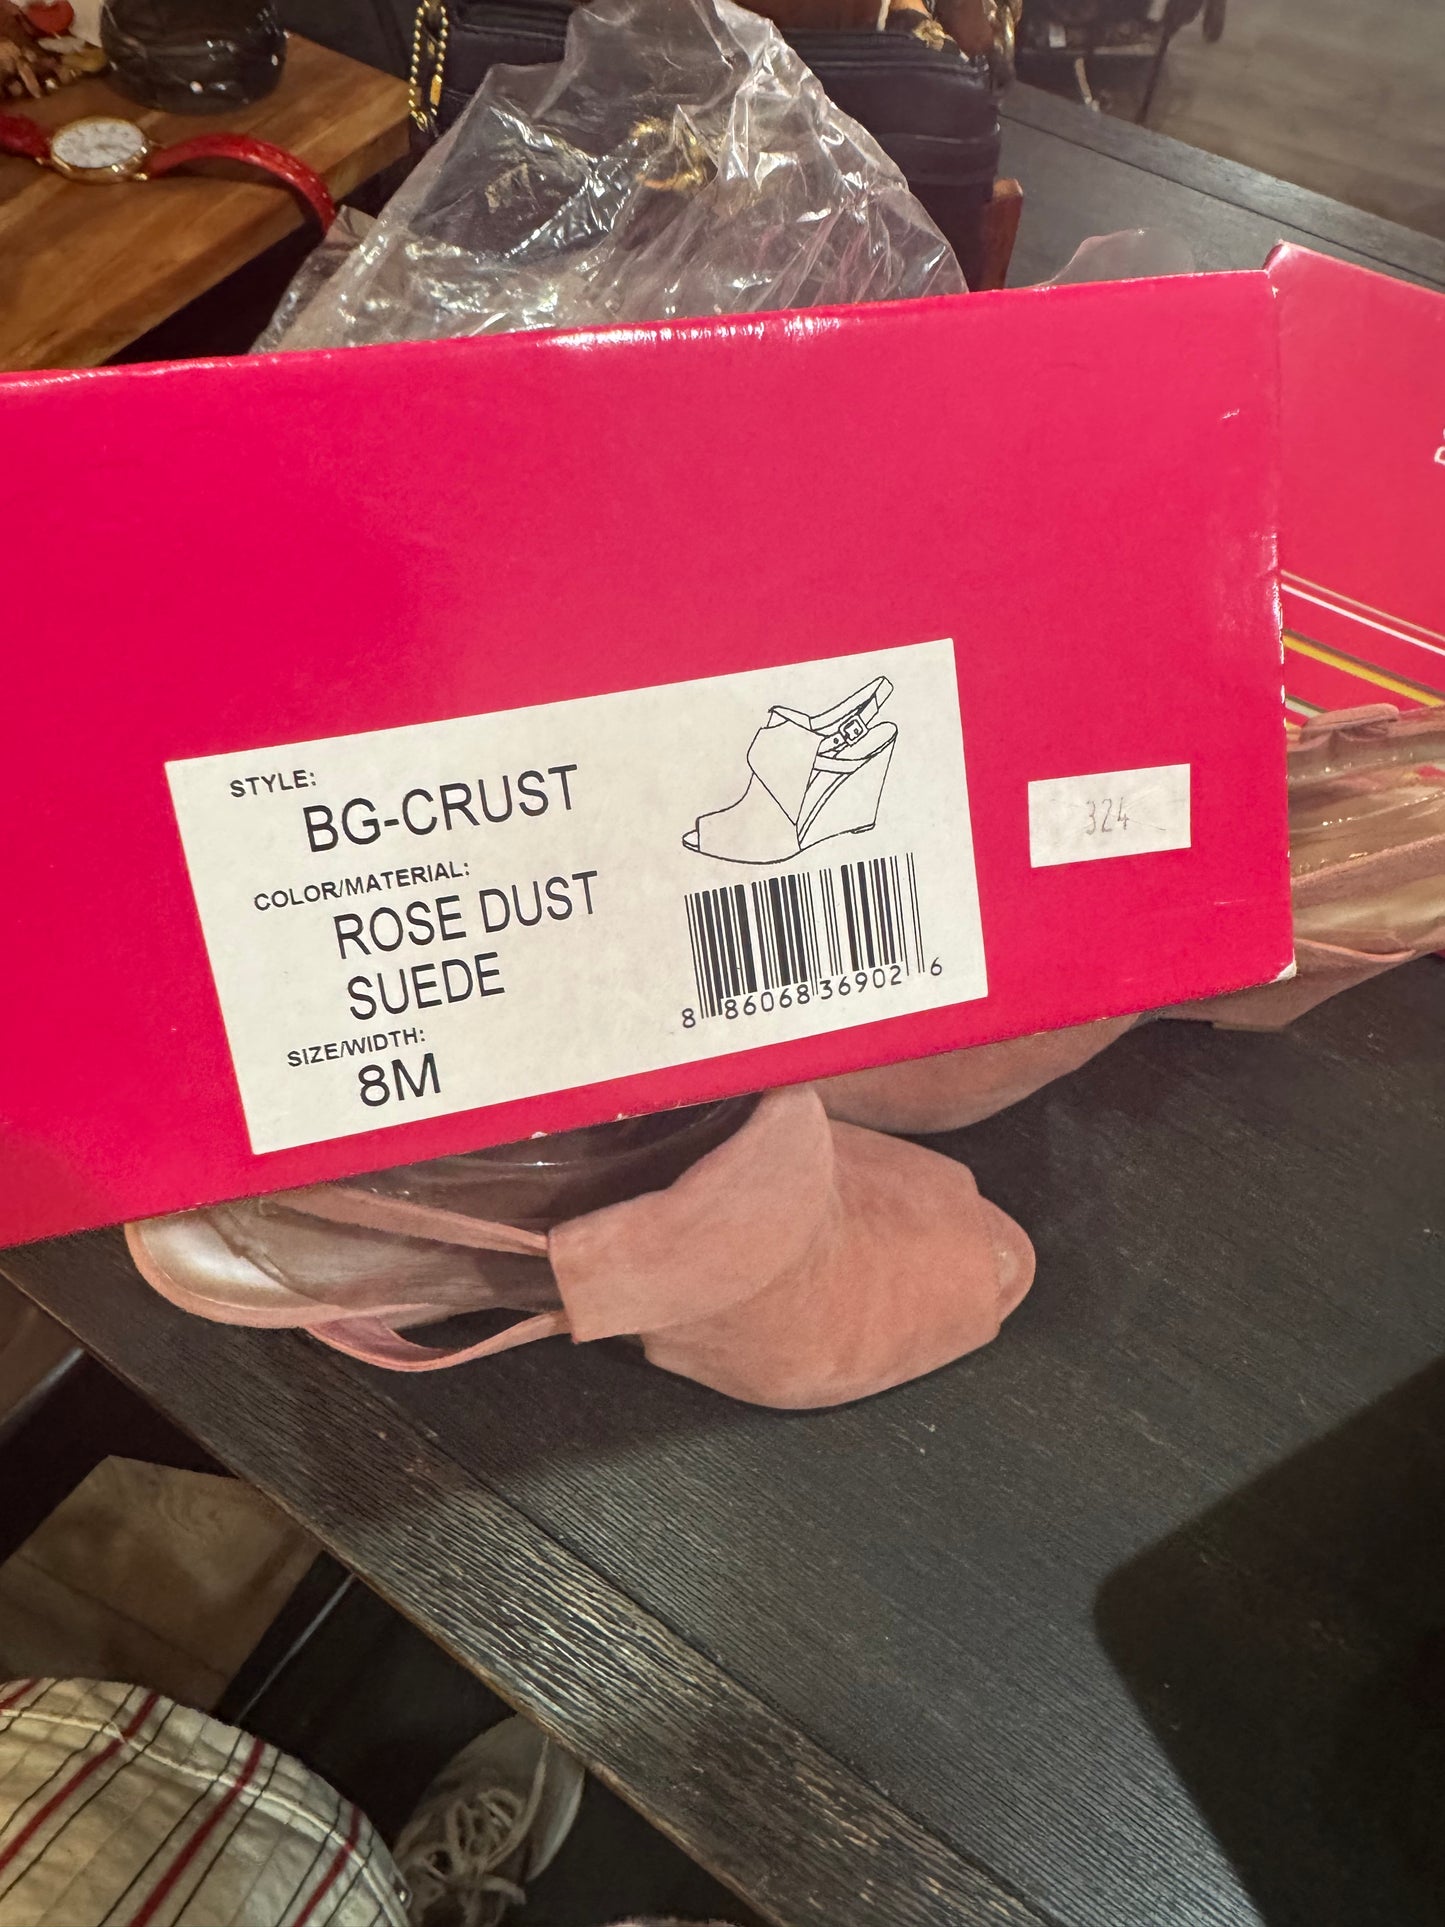 STYLE:
BG-CRUST
COLOR/MATERIAL:
ROSE DUST
SUEDE
SIZE/WIDTH:
8M
8 86068 36902 6
324